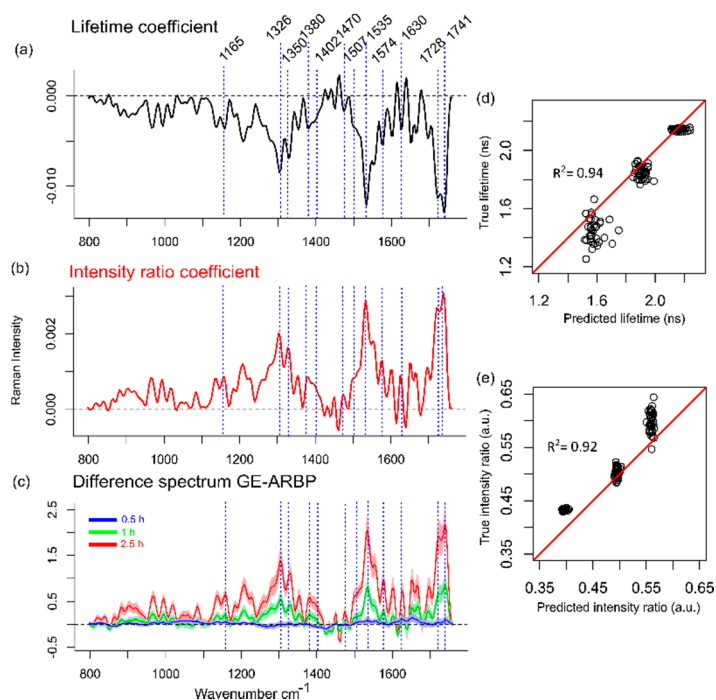 (a)
Lifetime coefficient
1165
1326
1350
1380
1402
1470
1507
1535
1574
1630
1728
1741
0.000
-0.010
800 1000 1200 1400 1600
(b)
Intensity ratio coefficient
Raman Intensity
0.002
0.000
800 1000 1200 1400 1600
(c)
Difference spectrum GE-ARBP
0.5 h
1 h
2.5 h
2.5
1.5
0.5
-0.5
800 1000 1200 1400 1600
Wavenumber cm⁻¹
(d)
True lifetime (ns)
2.0
1.6
1.4
1.2
R²= 0.94
1.2 1.6 2.0
Predicted lifetime (ns)
(e)
True intensity ratio (a.u.)
0.65
0.55
0.45
0.35
R²= 0.92
0.35 0.45 0.55 0.65
Predicted intensity ratio (a.u.)